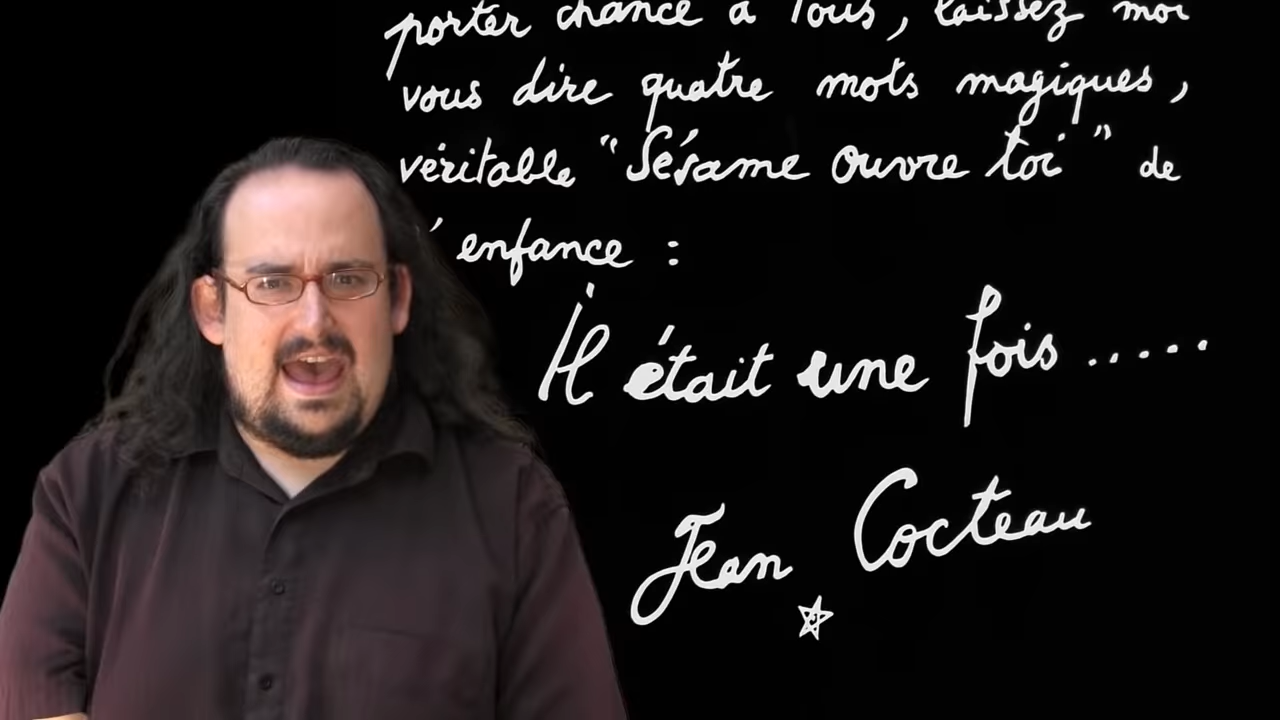 porter chance à Tous, laissez moi
vous dire quatre mots magiques,
véritable "Sésame ouvre toi" de
' enfance :
Il était une fois.....
Jean Cocteau